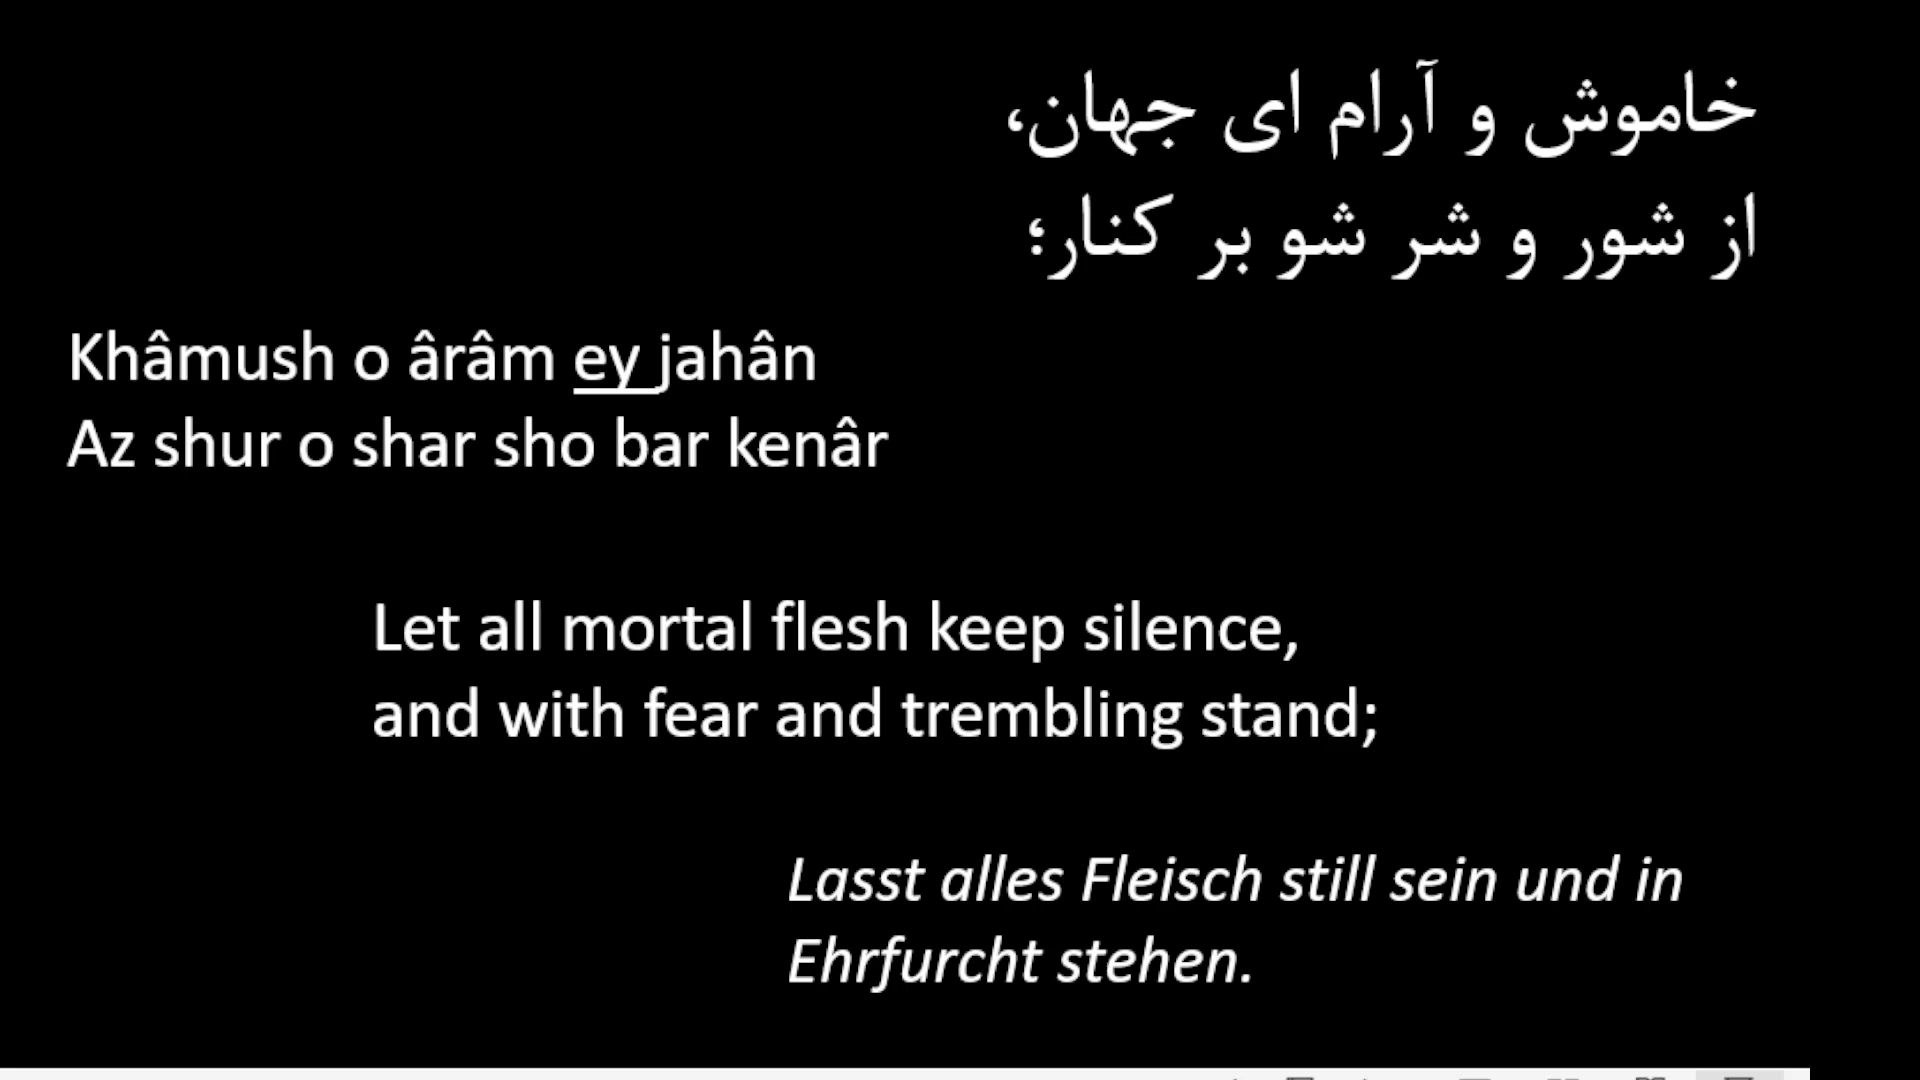 خاموش و آرام ای جهان،
از شور و شر شو بر کنار؛
Khâmush o ârâm ey jahân
Az shur o shar sho bar kenâr
Let all mortal flesh keep silence,
and with fear and trembling stand;
Lasst alles Fleisch still sein und in
Ehrfurcht stehen.